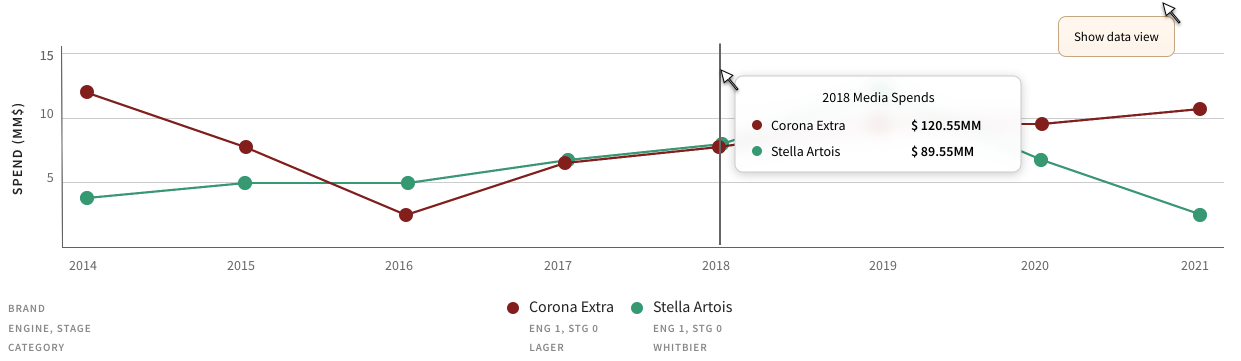 Show data view
15
10
5
SPEND (MM$)
2018 Media Spends
Corona Extra $ 120.55MM
Stella Artois $ 89.55MM
2014 2015 2016 2017 2018 2019 2020 2021
BRAND Corona Extra Stella Artois
ENGINE, STAGE ENG 1, STG 0 ENG 1, STG 0
CATEGORY LAGER WHITBIER